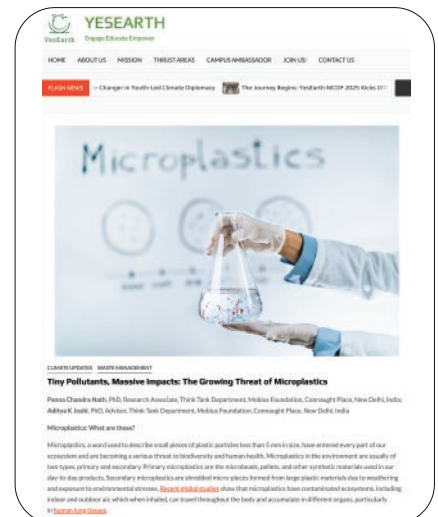 YESEARTH
YesEarth
Engage Educate Empower
HOME ABOUT US MISSION THRUST AREAS CAMPUS AMBASSADOR JOIN US! CONTACT US
FLASH NEWS Changer in Youth-Led Climate Diplomacy The Journey Begins: YesEarth MCOP 2025 Kicks Of
Microplastics
CLIMATE UPDATES WASTE MANAGEMENT
Tiny Pollutants, Massive Impacts: The Growing Threat of Microplastics
Panna Chandra Nath, PhD, Research Associate, Think Tank Department, Mobius Foundation, Connaught Place, New Delhi, India;
Aditya K Joshi, PhD, Advisor, Think Tank Department, Mobius Foundation, Connaught Place, New Delhi, India
Microplastics: What are these?
Microplastics, a word used to describe small pieces of plastic particles less than 5 mm in size, have entered every part of our
ecosystem and are becoming a serious threat to biodiversity and human health. Microplastics in the environment are usually of
two types, primary and secondary. Primary microplastics are the microbeads, pellets, and other synthetic materials used in our
day-to-day products. Secondary microplastics are shredded micro-pieces formed from large plastic materials due to weathering
and exposure to environmental stresses. Recent global studies show that microplastics have contaminated ecosystems, including
indoor and outdoor air, which when inhaled, can travel throughout the body and accumulate in different organs, particularly
in human lung tissues.